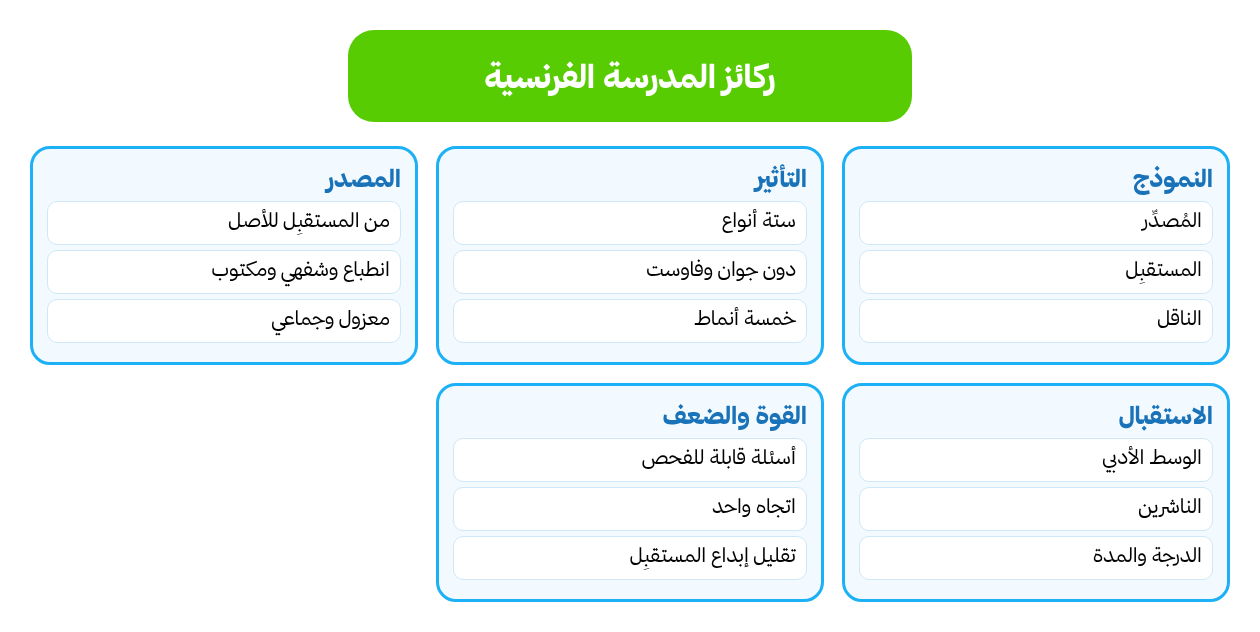 ركائز المدرسة الفرنسية
النموذج
المُصدِّر
المستقبِل
الناقل
التأثير
ستة أنواع
دون جوان وفاوست
خمسة أنماط
المصدر
من المستقبِل للأصل
انطباع وشفهي ومكتوب
معزول وجماعي
الاستقبال
الوسط الأدبي
الناشرين
الدرجة والمدة
القوة والضعف
أسئلة قابلة للفحص
اتجاه واحد
تقليل إبداع المستقبِل